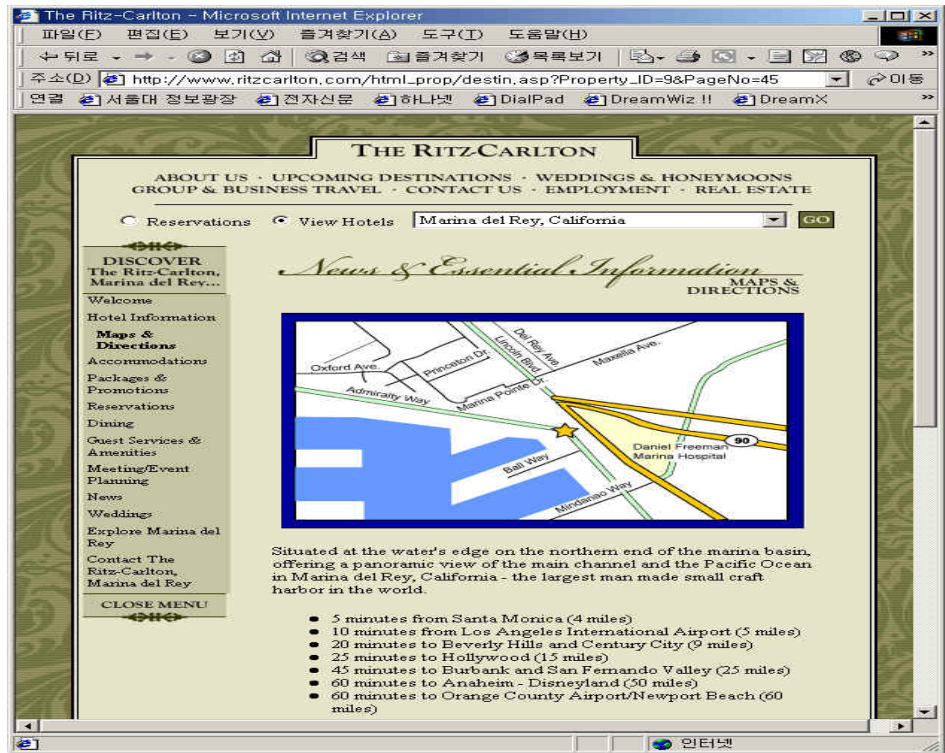 The Ritz-Carlton - Microsoft Internet Explorer
파일(F) 편집(E) 보기(V) 즐겨찾기(A) 도구(T) 도움말(H)
뒤로 검색 즐겨찾기 목록보기 »
주소(D) http://www.ritzcarlton.com/html_prop/destin.asp?Property_ID=9&PageNo=45 이동
연결 서울대 정보광장 전자신문 하나넷 DialPad DreamWiz !! DreamX »
THE RITZ-CARLTON
ABOUT US · UPCOMING DESTINATIONS · WEDDINGS & HONEYMOONS
GROUP & BUSINESS TRAVEL · CONTACT US · EMPLOYMENT · REAL ESTATE
Reservations View Hotels Marina del Rey, California GO
DISCOVER
The Ritz-Carlton,
Marina del Rey...
Welcome
Hotel Information
Maps &
Directions
Accommodations
Packages &
Promotions
Reservations
Dining
Guest Services &
Amenities
Meeting/Event
Planning
News
Weddings
Explore Marina del
Rey
Contact The
Ritz-Carlton,
Marina del Rey
CLOSE MENU
News & Essential Information
MAPS &
DIRECTIONS
Oxford Ave.
Princeton Dr.
Admiralty Way
Marina Pointe Dr.
Lincoln Blvd.
Del Rey Ave.
Maxella Ave.
90
Daniel Freeman
Marina Hospital
Bali Way
Mindanao Way
Situated at the water's edge on the northern end of the marina basin,
offering a panoramic view of the main channel and the Pacific Ocean
in Marina del Rey, California - the largest man made small craft
harbor in the world.
5 minutes from Santa Monica (4 miles)
10 minutes from Los Angeles International Airport (5 miles)
20 minutes to Beverly Hills and Century City (9 miles)
25 minutes to Hollywood (15 miles)
45 minutes to Burbank and San Fernando Valley (25 miles)
60 minutes to Anaheim - Disneyland (50 miles)
60 minutes to Orange County Airport/Newport Beach (60
miles)
인터넷